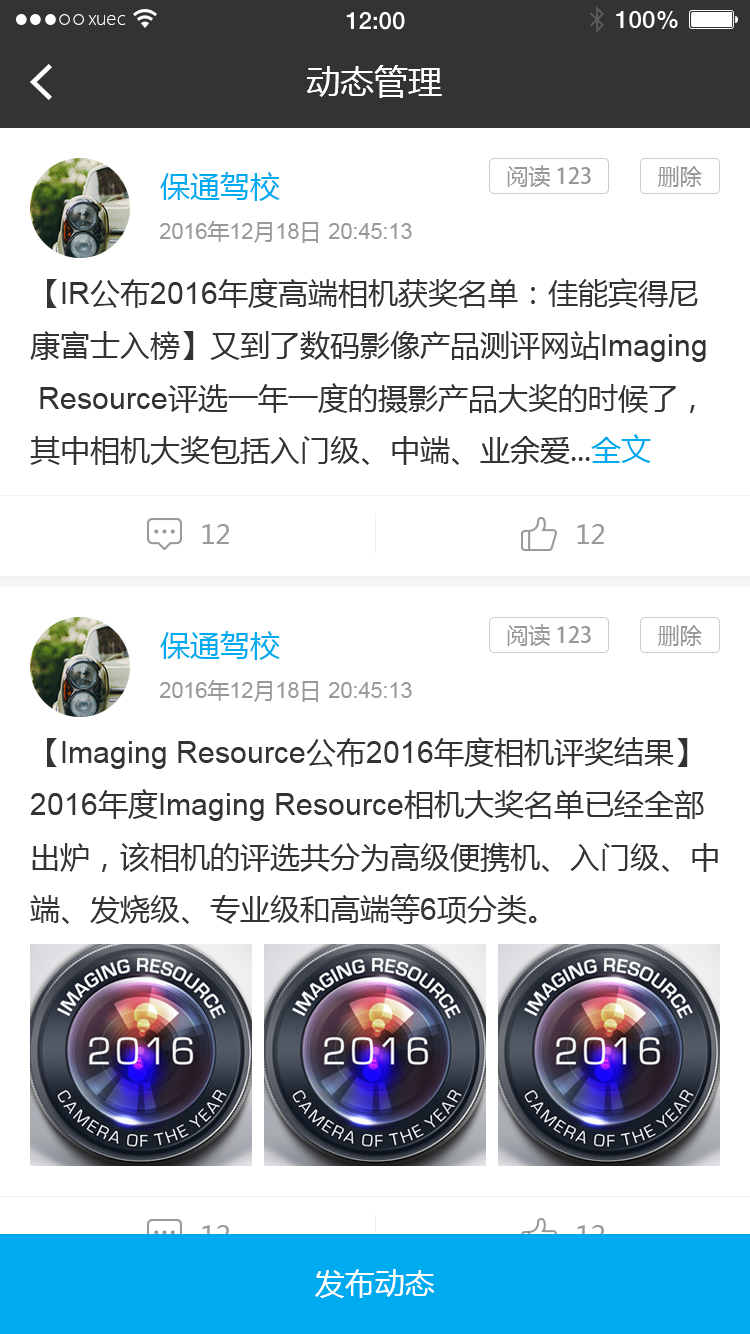 xuec 12:00 100%
动态管理
保通驾校 阅读 123 删除
2016年12月18日 20:45:13
【IR公布2016年度高端相机获奖名单：佳能宾得尼
康富士入榜】又到了数码影像产品测评网站Imaging
Resource评选一年一度的摄影产品大奖的时候了，
其中相机大奖包括入门级、中端、业余爱...全文
12 12
保通驾校 阅读 123 删除
2016年12月18日 20:45:13
【Imaging Resource公布2016年度相机评奖结果】
2016年度Imaging Resource相机大奖名单已经全部
出炉，该相机的评选共分为高级便携机、入门级、中
端、发烧级、专业级和高端等6项分类。
IMAGING RESOURCE
2016
CAMERA OF THE YEAR
IMAGING RESOURCE
2016
CAMERA OF THE YEAR
IMAGING RESOURCE
2016
CAMERA OF THE YEAR
12 12
发布动态